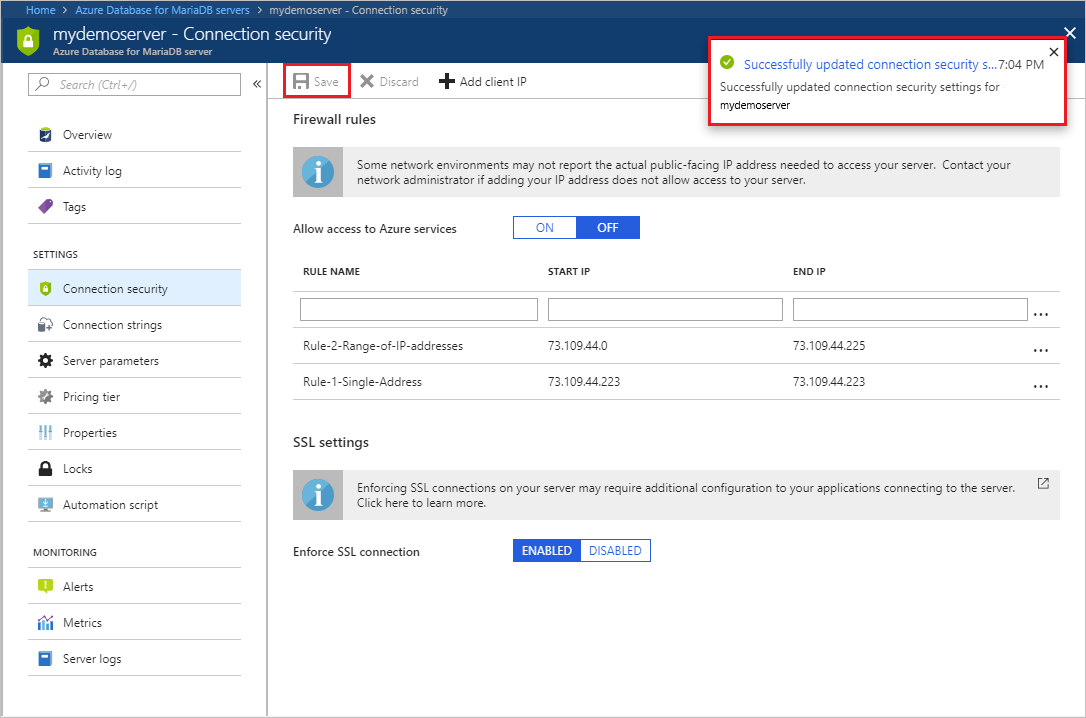 Home > Azure Database for MariaDB servers > mydemoserver - Connection security
mydemoserver - Connection security
Azure Database for MariaDB server
Successfully updated connection security s...7:04 PM
Successfully updated connection security settings for
mydemoserver
Search (Ctrl+/)
Save
Discard
Add client IP
Overview
Activity log
Tags
SETTINGS
Connection security
Connection strings
Server parameters
Pricing tier
Properties
Locks
Automation script
MONITORING
Alerts
Metrics
Server logs
Firewall rules
Some network environments may not report the actual public-facing IP address needed to access your server. Contact your
network administrator if adding your IP address does not allow access to your server.
Allow access to Azure services ON OFF
RULE NAME START IP END IP
Rule-2-Range-of-IP-addresses 73.109.44.0 73.109.44.225
Rule-1-Single-Address 73.109.44.223 73.109.44.223
SSL settings
Enforcing SSL connections on your server may require additional configuration to your applications connecting to the server.
Click here to learn more.
Enforce SSL connection ENABLED DISABLED